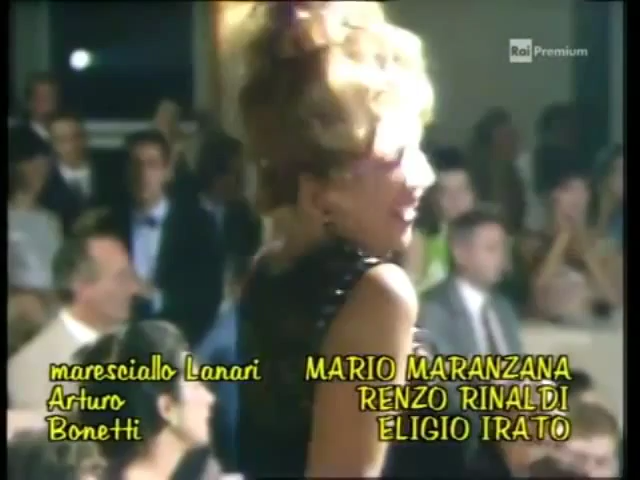 Rai Premium
maresciallo Lanari MARIO MARANZANA
Arturo RENZO RINALDI
Bonetti ELIGIO IRATO